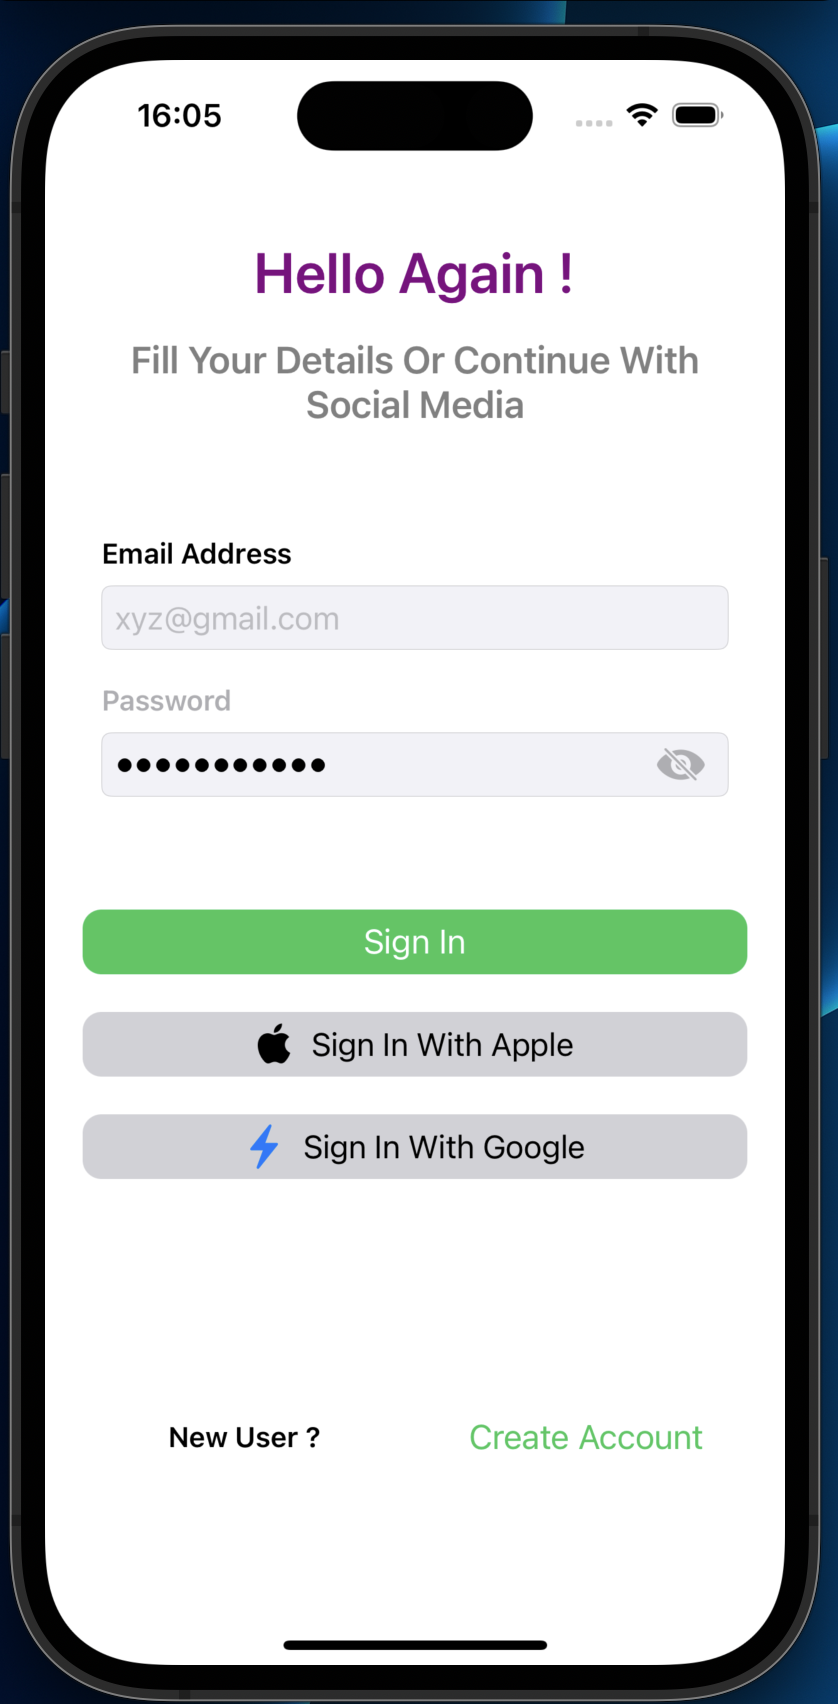 16:05
Hello Again !
Fill Your Details Or Continue With
Social Media
Email Address
xyz@gmail.com
Password
●●●●●●●●●●●
Sign In
Sign In With Apple
Sign In With Google
New User ? Create Account